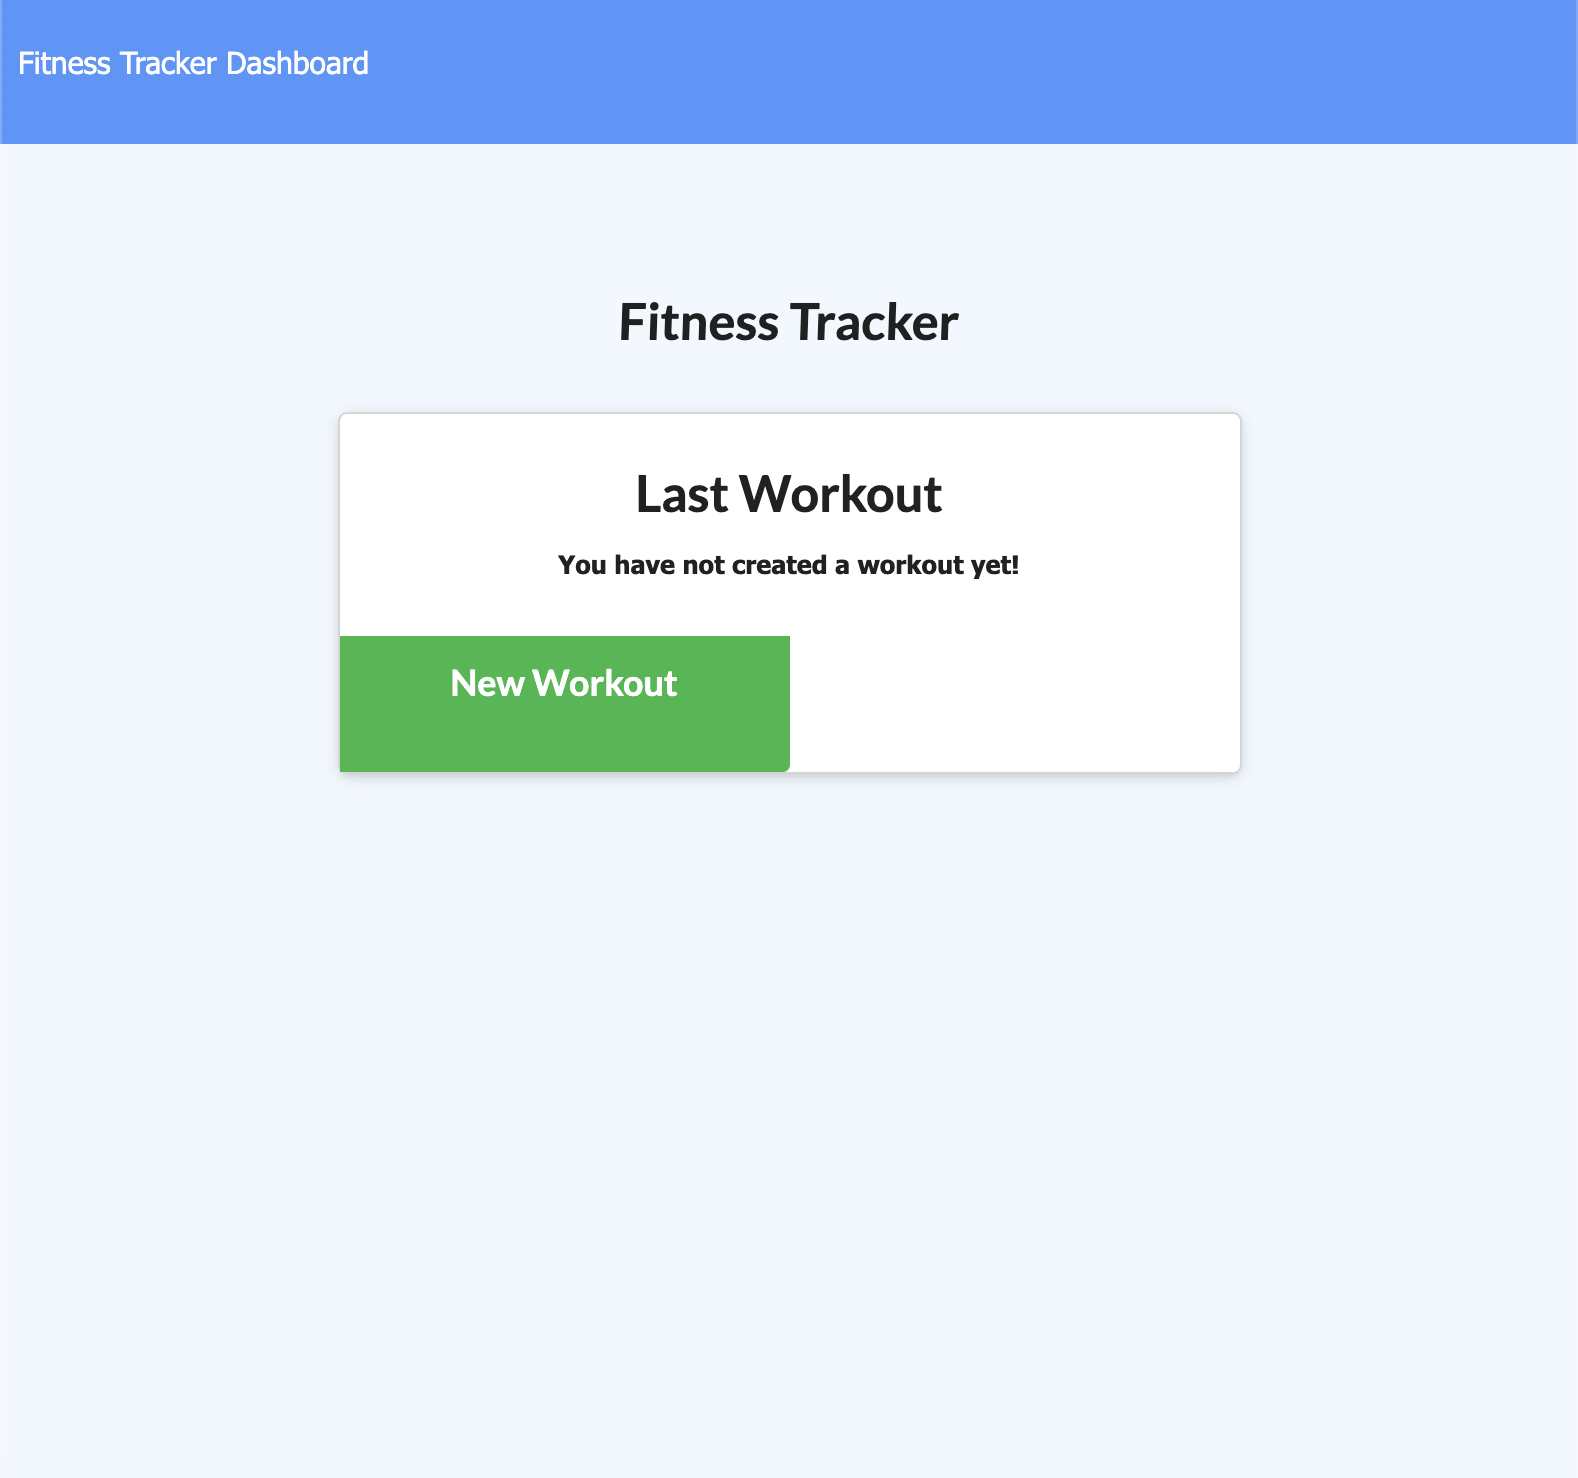 Fitness Tracker Dashboard
Fitness Tracker
Last Workout
You have not created a workout yet!
New Workout